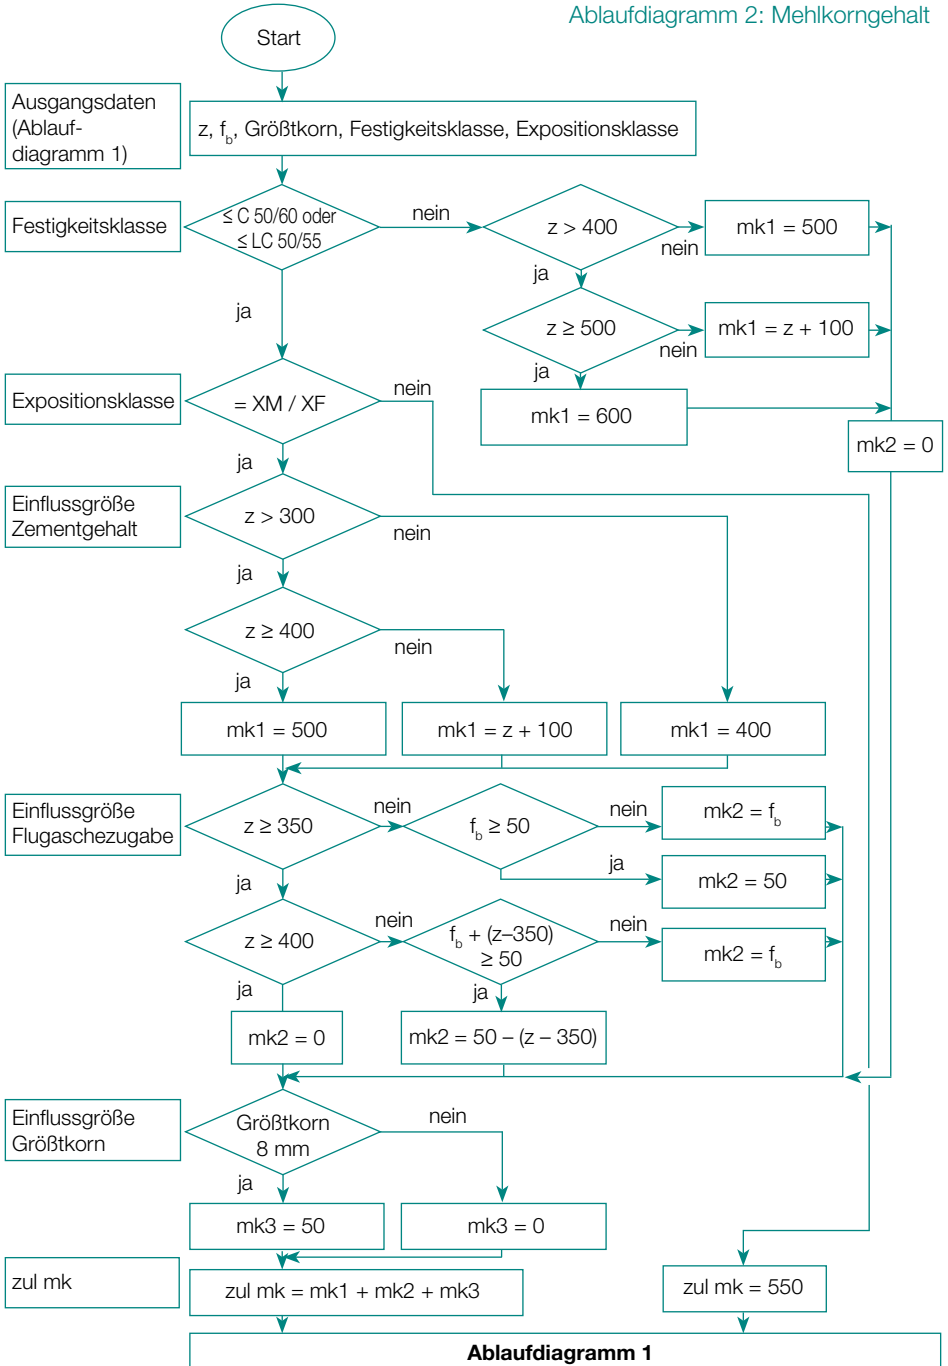 Ablaufdiagramm 2: Mehlkorngehalt
Start
Ausgangsdaten
(Ablauf-
diagramm 1)
z, f_b, Größtkorn, Festigkeitsklasse, Expositionsklasse
Festigkeitsklasse
≤ C 50/60 oder
≤ LC 50/55
nein
z > 400
nein
mk1 = 500
ja
ja
z ≥ 500
nein
mk1 = z + 100
ja
mk1 = 600
mk2 = 0
Expositionsklasse
= XM / XF
nein
ja
Einflussgröße
Zementgehalt
z > 300
nein
ja
z ≥ 400
nein
ja
mk1 = 500
mk1 = z + 100
mk1 = 400
Einflussgröße
Flugaschezugabe
z ≥ 350
nein
f_b ≥ 50
nein
mk2 = f_b
ja
mk2 = 50
ja
z ≥ 400
nein
f_b + (z–350)
≥ 50
nein
mk2 = f_b
ja
ja
mk2 = 0
mk2 = 50 – (z – 350)
Einflussgröße
Größtkorn
Größtkorn
8 mm
nein
ja
mk3 = 50
mk3 = 0
zul mk
zul mk = mk1 + mk2 + mk3
zul mk = 550
Ablaufdiagramm 1